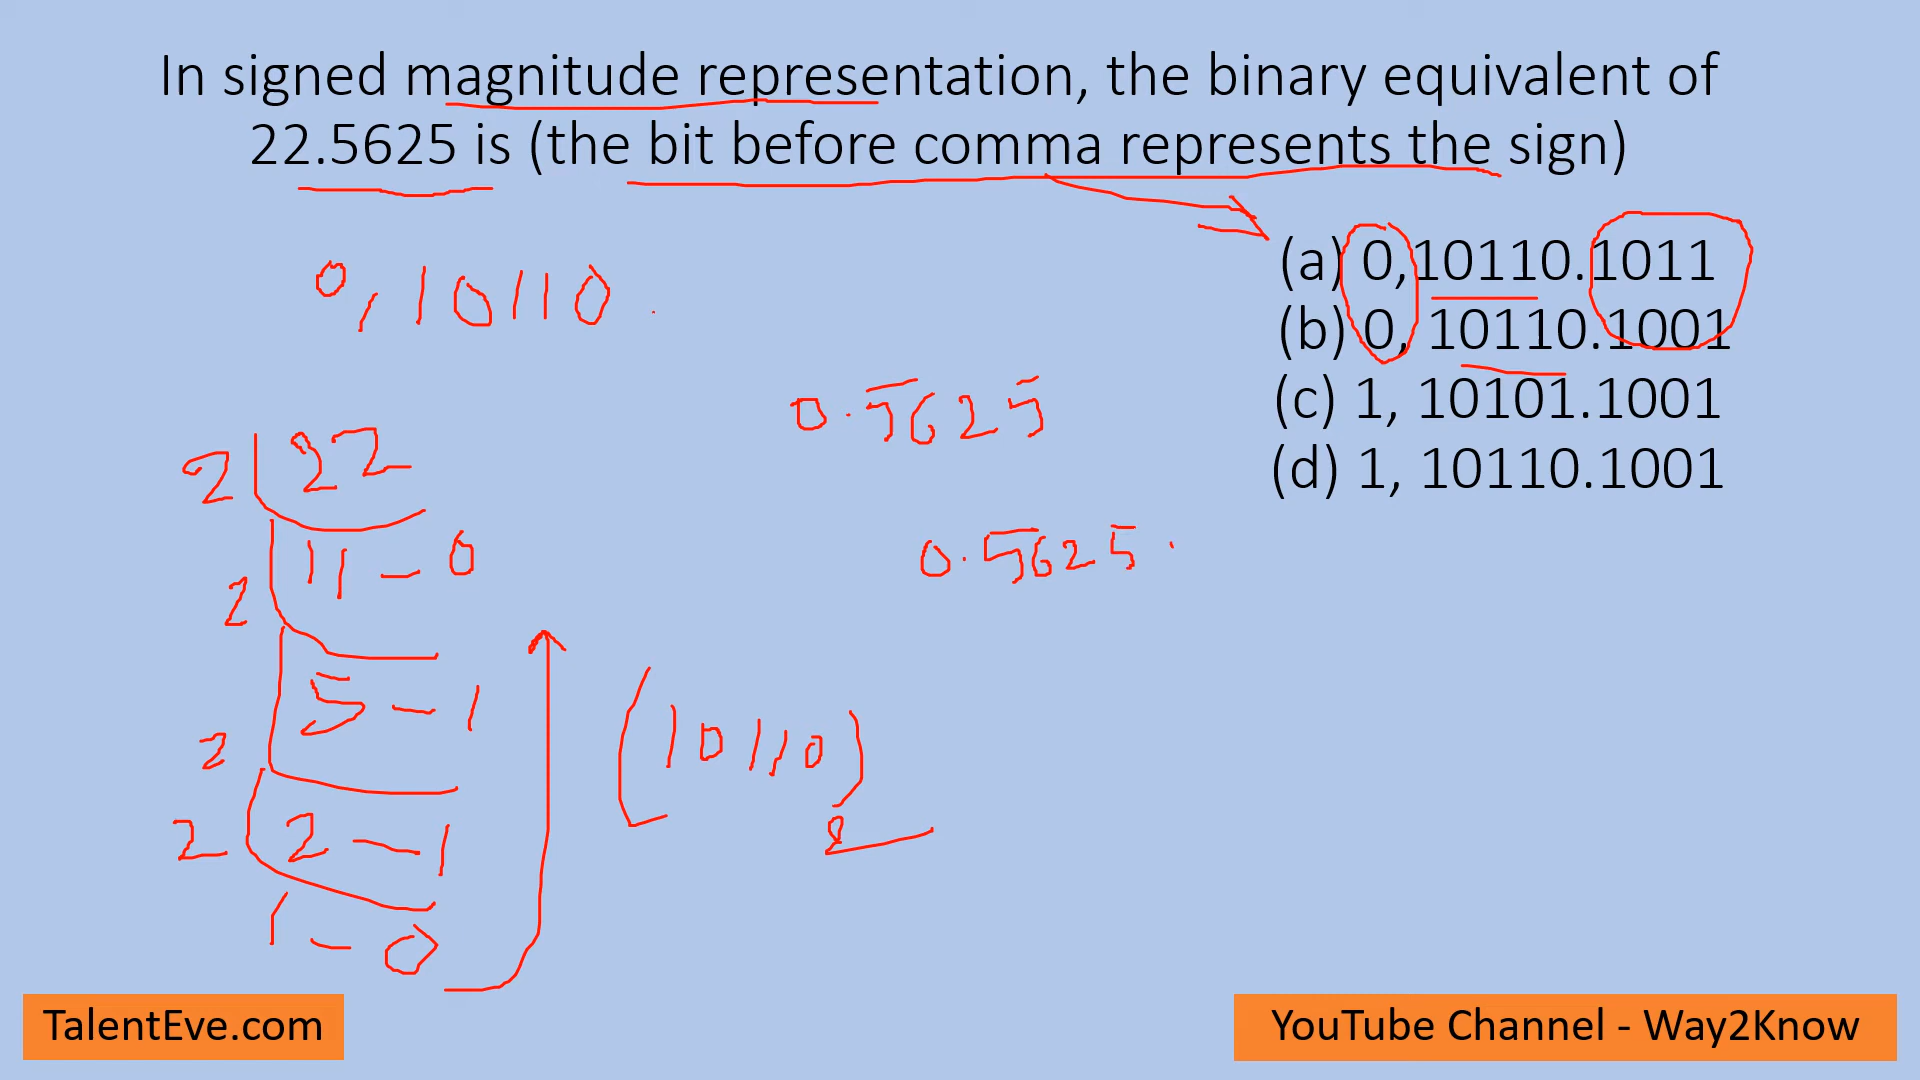 In signed magnitude representation, the binary equivalent of
22.5625 is (the bit before comma represents the sign)
(a) 0,10110.1011
(b) 0, 10110.1001
(c) 1, 10101.1001
(d) 1, 10110.1001
0, 10110.
0.5625
0.5625.
2 22
2 11 - 0
2 5 - 1
2 2 - 1
1 - 0
(10110)2
TalentEve.com
YouTube Channel - Way2Know